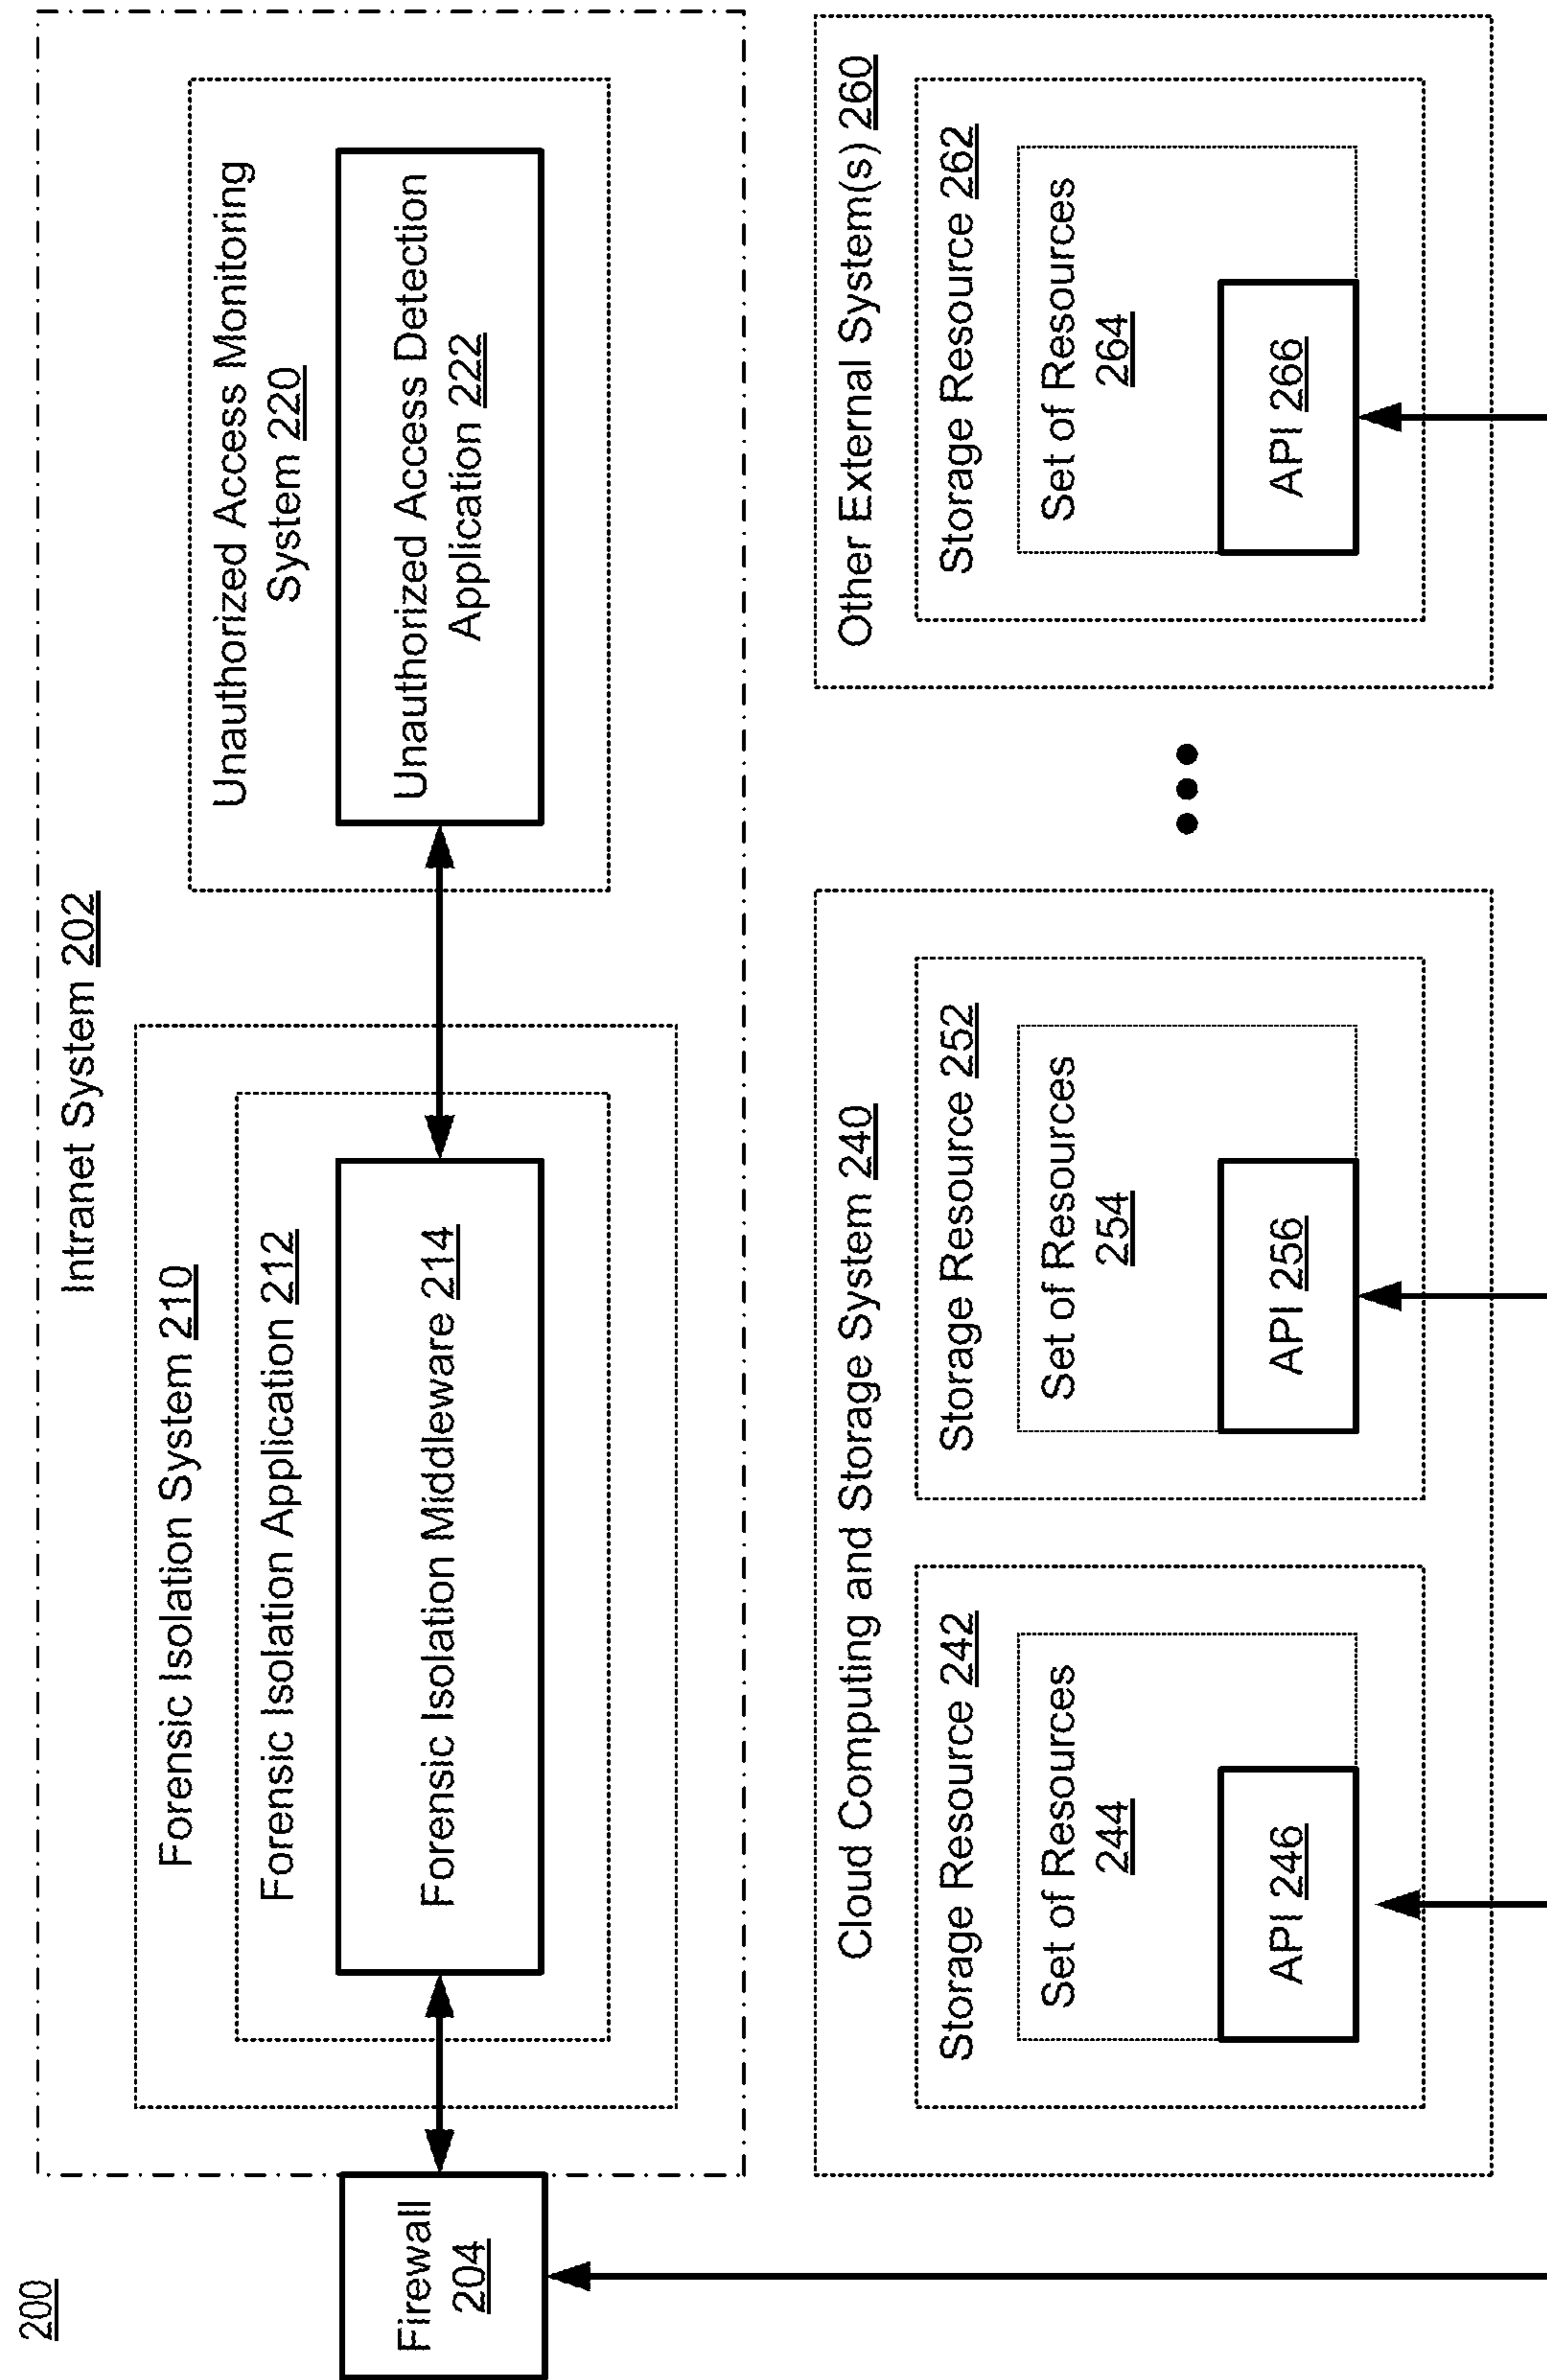 200
Intranet System 202
Firewall
204
Forensic Isolation System 210
Forensic Isolation Application 212
Forensic Isolation Middleware 214
Unauthorized Access Monitoring
System 220
Unauthorized Access Detection
Application 222
Cloud Computing and Storage System 240
Storage Resource 242
Set of Resources
244
API 246
Storage Resource 252
Set of Resources
254
API 256
Other External System(s) 260
Storage Resource 262
Set of Resources
264
API 266